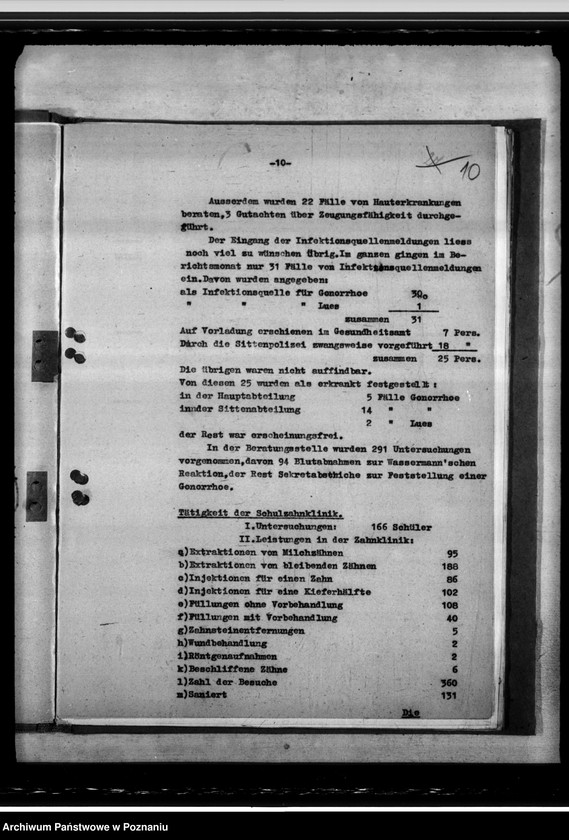 -10-
10
Ausserdem wurden 22 Fälle von Hauterkrankungen
beraten,3 Gutachten über Zeugungsfähigkeit durchge-
führt.
Der Eingang der Infektionsquellenmeldungen liess
noch viel zu wünschen übrig.Im ganzen gingen im Be-
richtsmonat nur 31 Fälle von Infektionsquellenmeldungen
ein.Davon wurden angegeben:
als Infektionsquelle für Gonorrhoe 30
" " " Lues 1
zusammen 31
Auf Vorladung erschienen im Gesundheitsamt 7 Pers.
Durch die Sittenpolizei zwangsweise vorgeführt 18 "
zusammen 25 Pers.
Die übrigen waren nicht auffindbar.
Von diesen 25 wurden als erkrankt festgestellt:
in der Hauptabteilung 5 Fälle Gonorrhoe
innder Sittenabteilung 14 " "
2 " Lues
der Rest war erscheinungsfrei.
In der Beratungsstelle wurden 291 Untersuchungen
vorgenommen,davon 94 Blutabnahmen zur Wassermann'schen
Reaktion,der Rest Sekretabstriche zur Feststellung einer
Gonorrhoe.
Tätigkeit der Schulzahnklinik.
I.Untersuchungen: 166 Schüler
II.Leistungen in der Zahnklinik:
a)Extraktionen von Milchzähnen 95
b)Extraktionen von bleibenden Zähnen 188
c)Injektionen für einen Zahn 86
d)Injektionen für eine Kieferhälfte 102
e)Füllungen ohne Vorbehandlung 108
f)Füllungen mit Vorbehandlung 40
g)Zahnsteinentfernungen 5
h)Wundbehandlung 2
i)Röntgenaufnahmen 2
k)Beschliffene Zähne 6
l)Zahl der Besuche 360
m)Saniert 131
Die
Archiwum Państwowe w Poznaniu